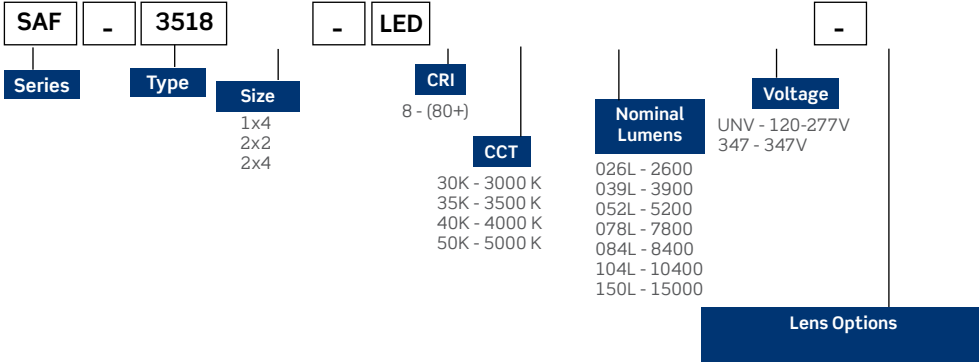 SAF - 3518 - LED -
Series
Type
Size
1x4
2x2
2x4
CRI
8 - (80+)
CCT
30K - 3000 K
35K - 3500 K
40K - 4000 K
50K - 5000 K
Nominal
Lumens
026L - 2600
039L - 3900
052L - 5200
078L - 7800
084L - 8400
104L - 10400
150L - 15000
Voltage
UNV - 120-277V
347 - 347V
Lens Options